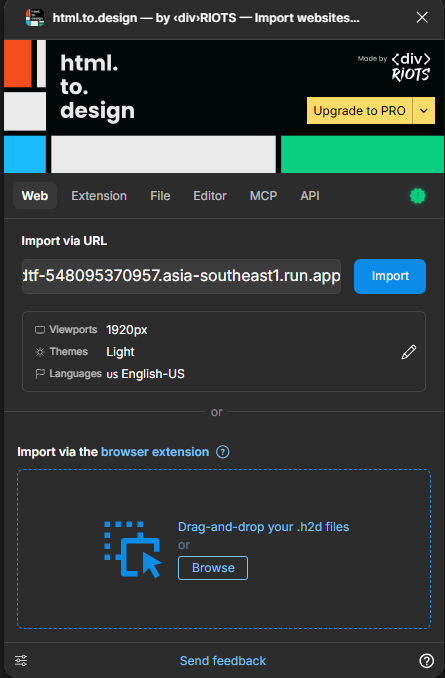 html.to.design — by ‹div›RIOTS — Import websites...
html.
to.
design
Made by <div>
RIOTS
Upgrade to PRO
Web Extension File Editor MCP API
Import via URL
dtf-548095370957.asia-southeast1.run.app
Import
Viewports 1920px
Themes Light
Languages US English-US
or
Import via the browser extension ?
Drag-and-drop your .h2d files
or
Browse
Send feedback
?